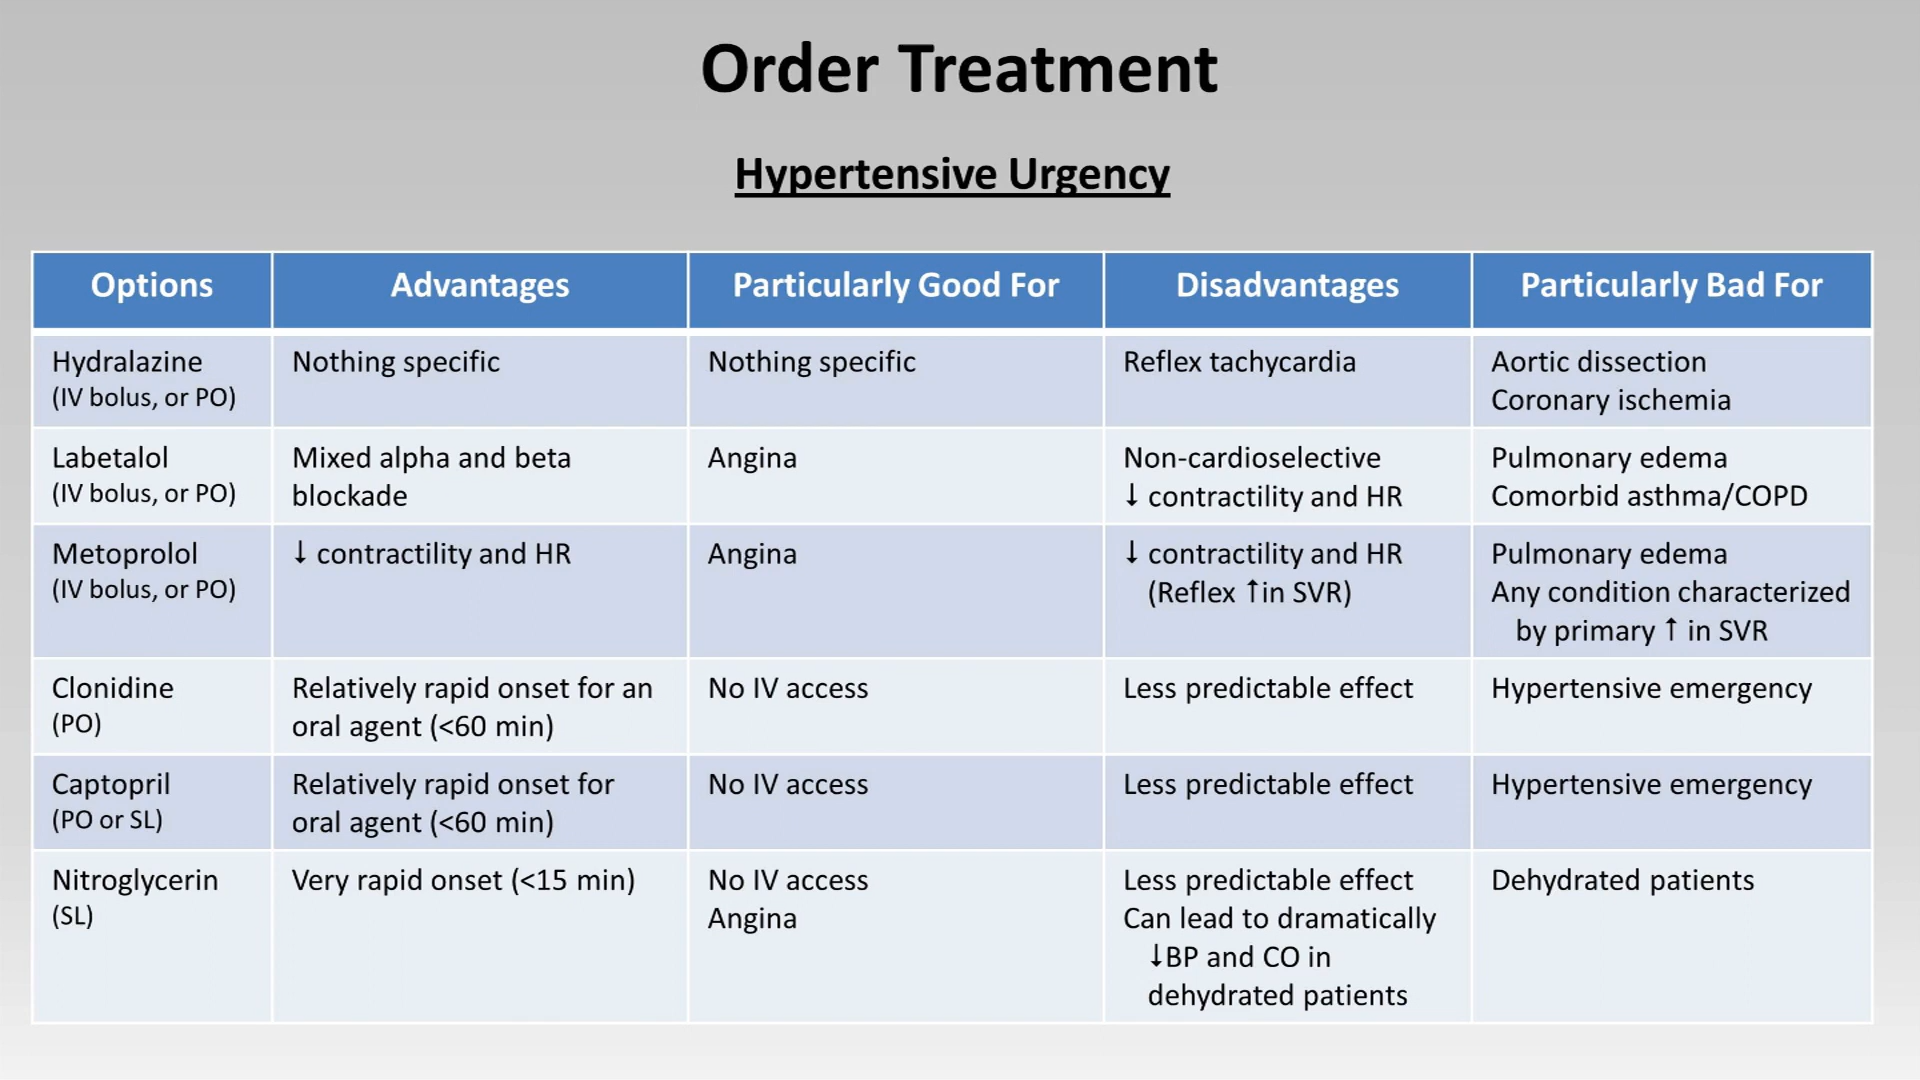 Order Treatment
Hypertensive Urgency
Options
Advantages
Particularly Good For
Disadvantages
Particularly Bad For
Hydralazine
(IV bolus, or PO)
Nothing specific
Nothing specific
Reflex tachycardia
Aortic dissection
Coronary ischemia
Labetalol
(IV bolus, or PO)
Mixed alpha and beta
blockade
Angina
Non-cardioselective
↓ contractility and HR
Pulmonary edema
Comorbid asthma/COPD
Metoprolol
(IV bolus, or PO)
↓ contractility and HR
Angina
↓ contractility and HR
(Reflex ↑in SVR)
Pulmonary edema
Any condition characterized
by primary ↑ in SVR
Clonidine
(PO)
Relatively rapid onset for an
oral agent (<60 min)
No IV access
Less predictable effect
Hypertensive emergency
Captopril
(PO or SL)
Relatively rapid onset for
oral agent (<60 min)
No IV access
Less predictable effect
Hypertensive emergency
Nitroglycerin
(SL)
Very rapid onset (<15 min)
No IV access
Angina
Less predictable effect
Can lead to dramatically
↓BP and CO in
dehydrated patients
Dehydrated patients